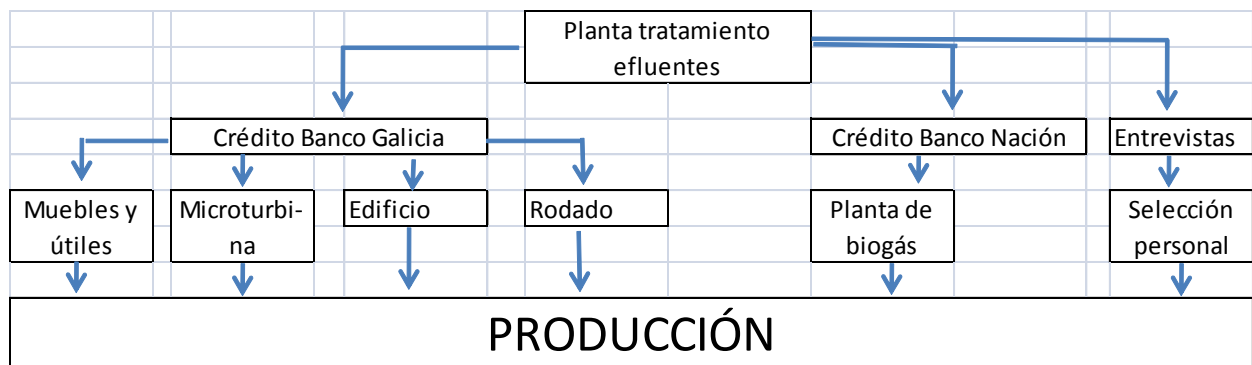 Planta tratamiento
efluentes
Crédito Banco Galicia
Crédito Banco Nación
Entrevistas
Muebles y
útiles
Microturbi-
na
Edificio
Rodado
Planta de
biogás
Selección
personal
PRODUCCIÓN